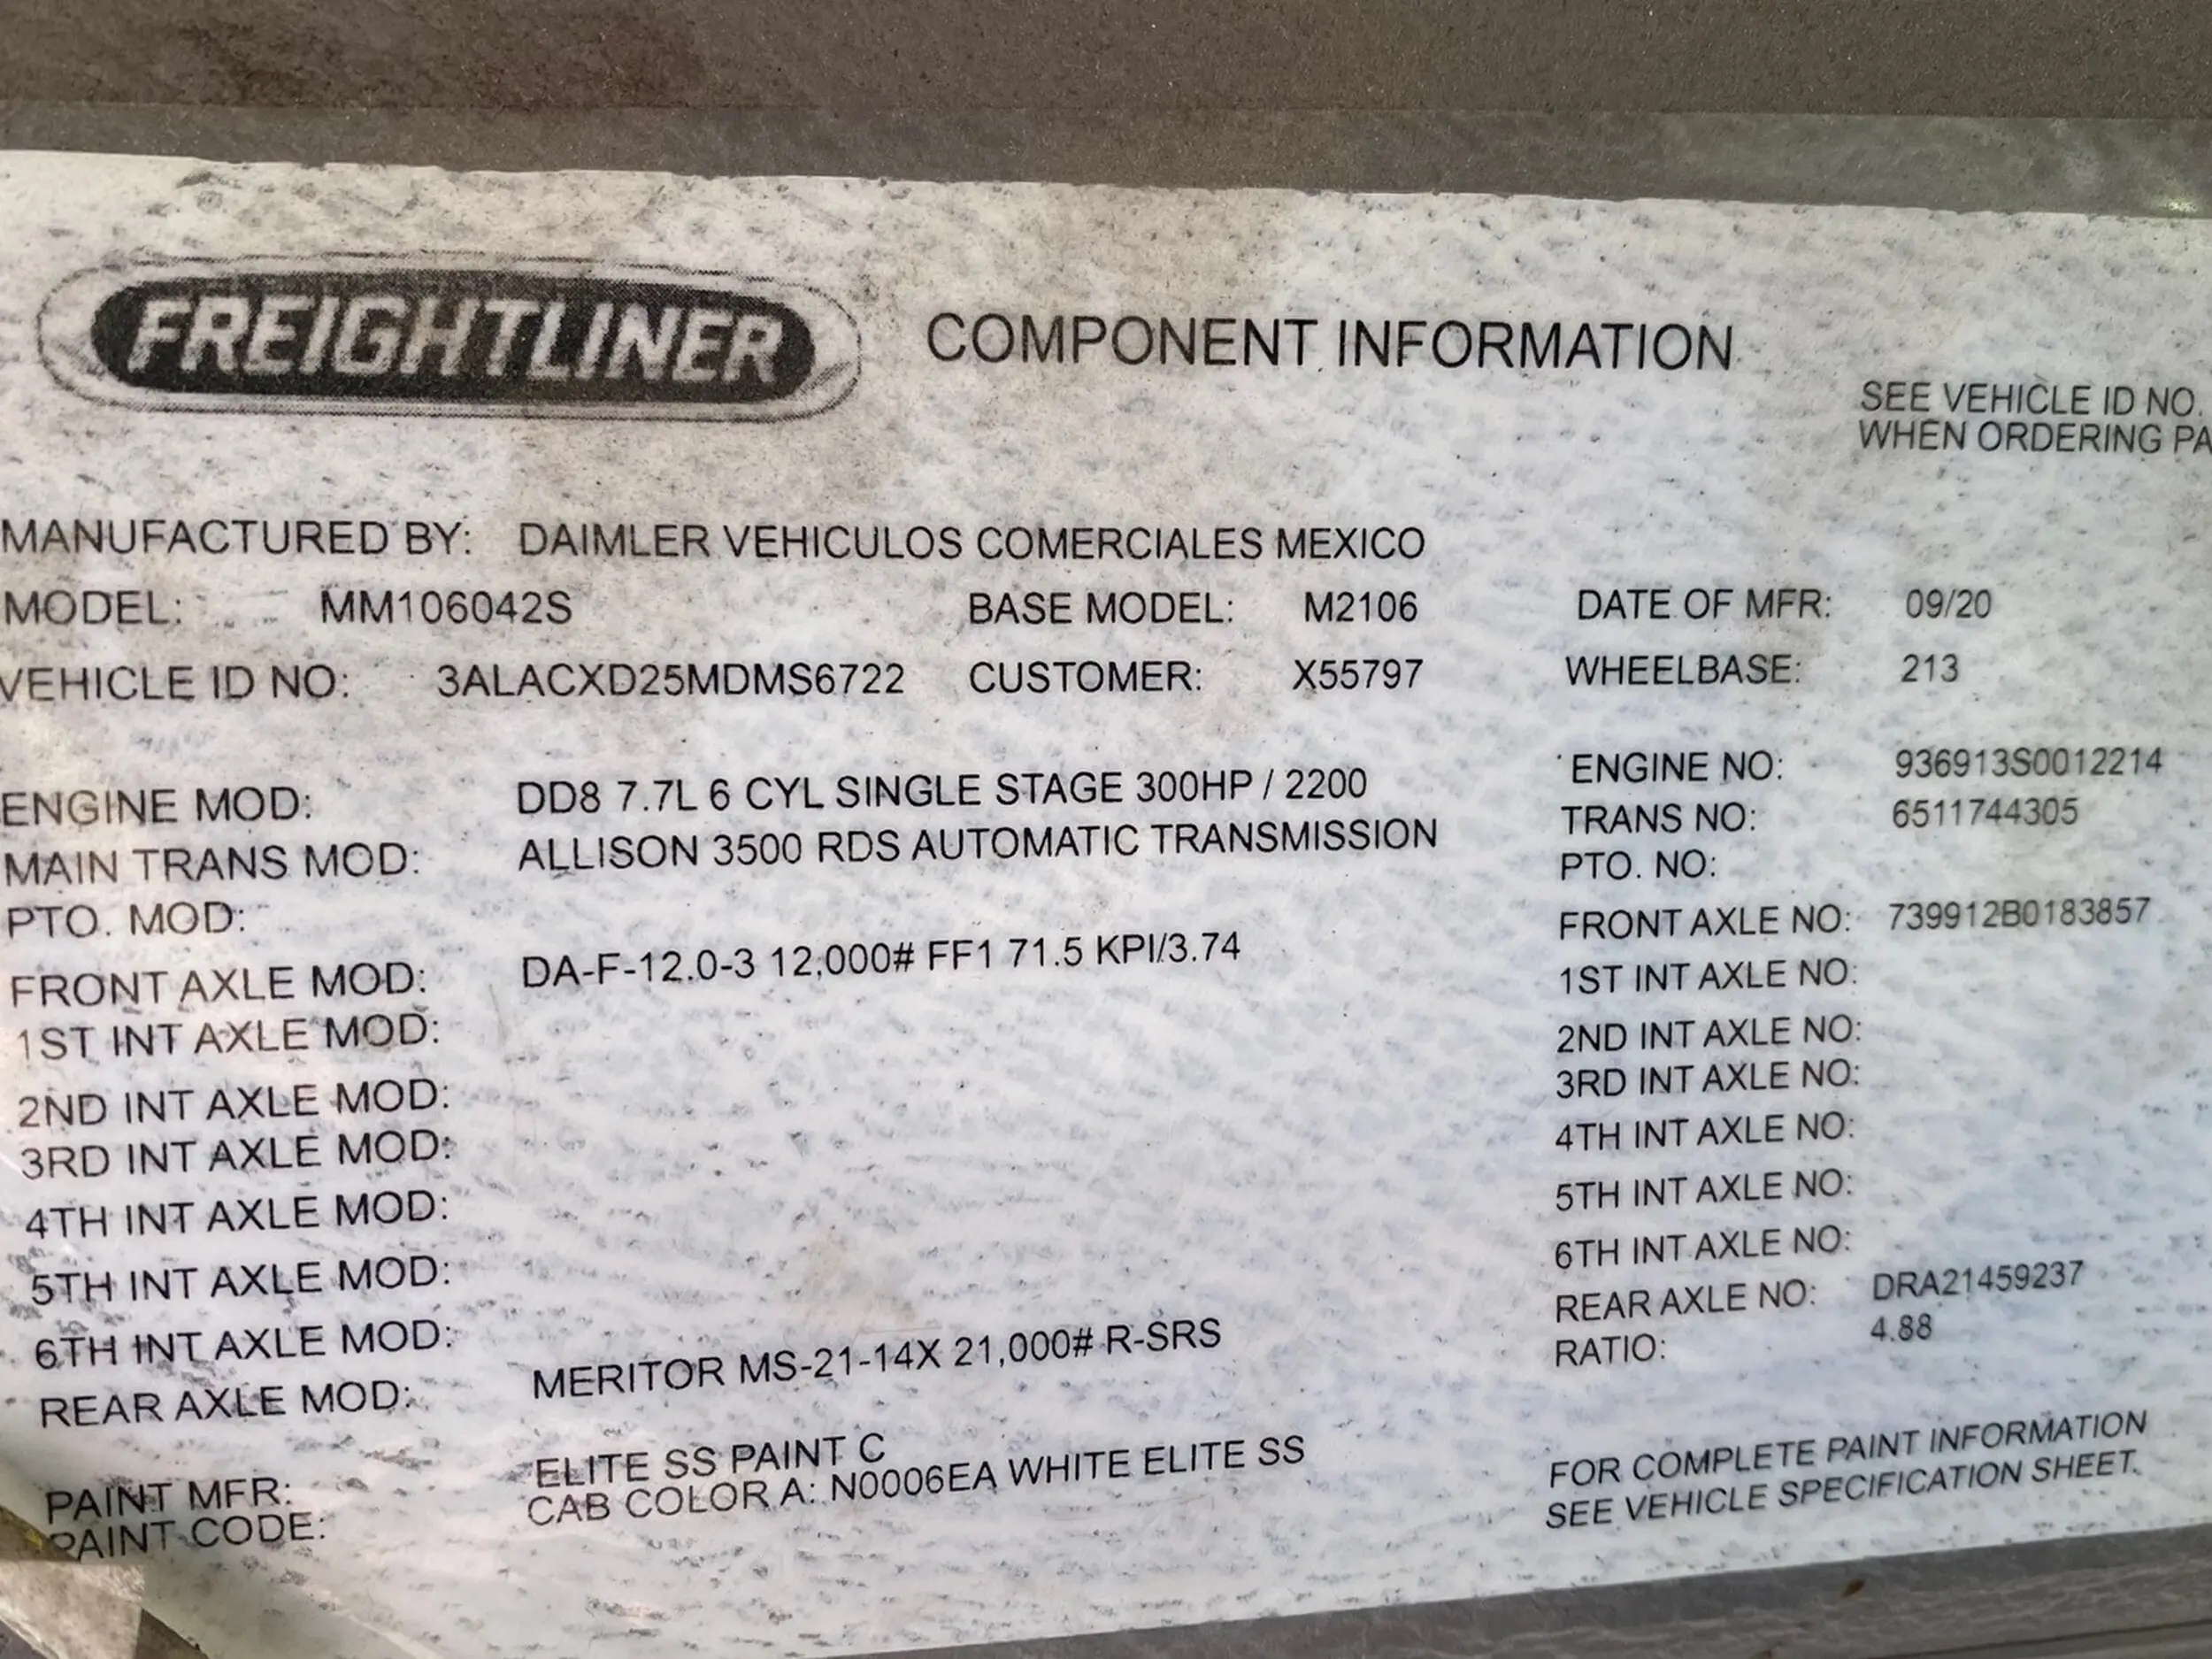 FREIGHTLINER COMPONENT INFORMATION
SEE VEHICLE ID NO.
WHEN ORDERING
MANUFACTURED BY: DAIMLER VEHICULOS COMERCIALES MEXICO
MODEL: MM106042S BASE MODEL: M2106 DATE OF MFR: 09/20
VEHICLE ID NO: 3ALACXD25MDMS6722 CUSTOMER: X55797 WHEELBASE: 213
ENGINE MOD: DD8 7.7L 6 CYL SINGLE STAGE 300HP / 2200 ENGINE NO: 936913S0012214
MAIN TRANS MOD: ALLISON 3500 RDS AUTOMATIC TRANSMISSION TRANS NO: 6511744305
PTO. MOD: PTO. NO:
FRONT AXLE MOD: DA-F-12.0-3 12,000# FF1 71.5 KPI/3.74 FRONT AXLE NO: 739912B0183857
1ST INT AXLE MOD: 1ST INT AXLE NO:
2ND INT AXLE MOD: 2ND INT AXLE NO:
3RD INT AXLE MOD: 3RD INT AXLE NO:
4TH INT AXLE MOD: 4TH INT AXLE NO:
5TH INT AXLE MOD: 5TH INT AXLE NO:
6TH INT AXLE MOD: 6TH INT AXLE NO:
REAR AXLE MOD: MERITOR MS-21-14X 21,000# R-SRS REAR AXLE NO: DRA21459237
RATIO: 4.88
PAINT MFR: ELITE SS PAINT C
PAINT CODE: CAB COLOR A: N0006EA WHITE ELITE SS
FOR COMPLETE PAINT INFORMATION
SEE VEHICLE SPECIFICATION SHEET.